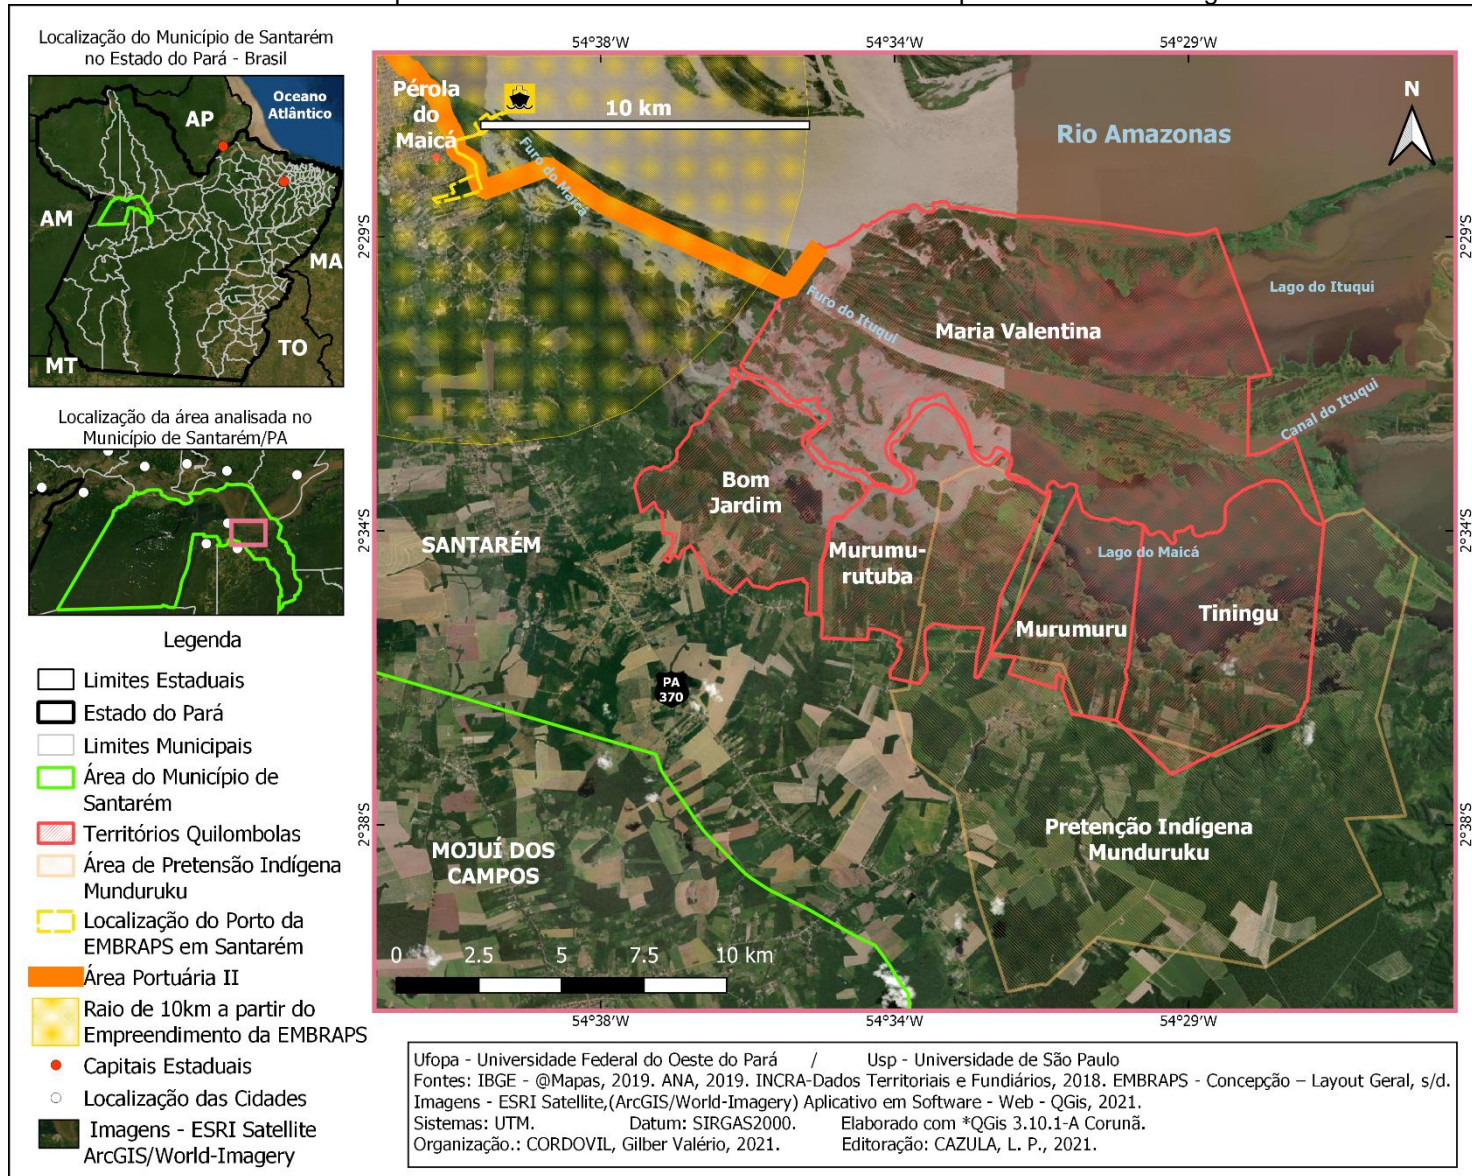 Localização do Município de Santarém
no Estado do Pará - Brasil
Oceano
Atlântico
AP
AM
MA
MT
TO
Localização da área analisada no
Município de Santarém/PA
Legenda
Limites Estaduais
Estado do Pará
Limites Municipais
Área do Município de
Santarém
Territórios Quilombolas
Área de Pretensão Indígena
Munduruku
Localização do Porto da
EMBRAPS em Santarém
Área Portuária II
Raio de 10km a partir do
Empreendimento da EMBRAPS
Capitais Estaduais
Localização das Cidades
Imagens - ESRI Satellite
ArcGIS/World-Imagery
54°38'W
54°34'W
54°29'W
2°29'S
2°34'S
2°38'S
2°29'S
2°34'S
2°38'S
Pérola
do
Maicá
10 km
N
Rio Amazonas
Furo do Maicá
Lago do Ituqui
Furo do Ituqui
Maria Valentina
Canal do Ituqui
Bom
Jardim
SANTARÉM
Murumu-
rutuba
Lago do Maicá
Murumuru
Tiningu
PA
370
Pretenção Indígena
Munduruku
MOJUÍ DOS
CAMPOS
0 2.5 5 7.5 10 km
54°38'W
54°34'W
54°29'W
Ufopa - Universidade Federal do Oeste do Pará / Usp - Universidade de São Paulo
Fontes: IBGE - @Mapas, 2019. ANA, 2019. INCRA-Dados Territoriais e Fundiários, 2018. EMBRAPS - Concepção – Layout Geral, s/d.
Imagens - ESRI Satellite,(ArcGIS/World-Imagery) Aplicativo em Software - Web - QGis, 2021.
Sistemas: UTM. Datum: SIRGAS2000. Elaborado com *QGis 3.10.1-A Corunã.
Organização.: CORDOVIL, Gilber Valério, 2021. Editoração: CAZULA, L. P., 2021.